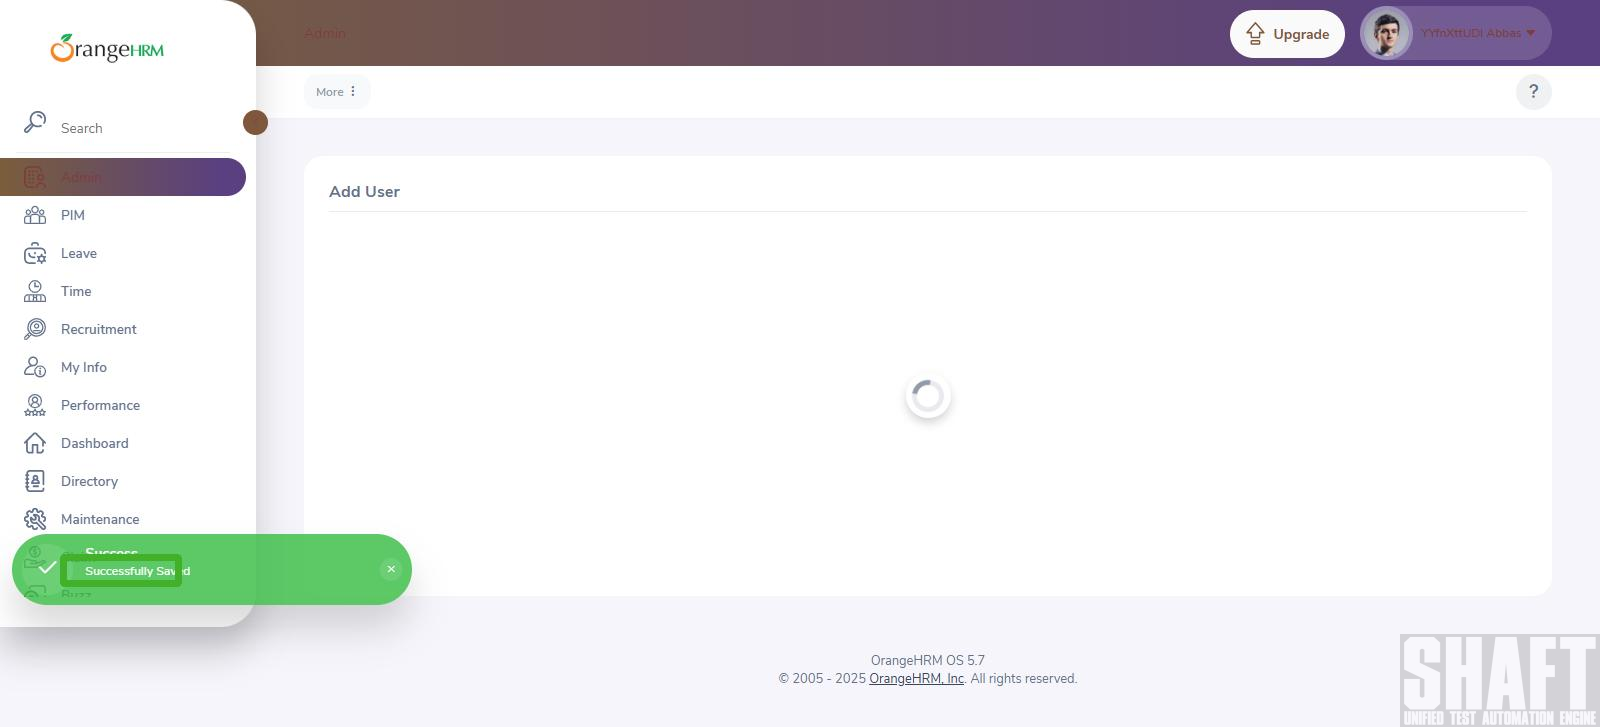 OrangeHRM
Admin
Upgrade
YYfnXttUDI Abbas
More
?
Search
Admin
PIM
Leave
Time
Recruitment
My Info
Performance
Dashboard
Directory
Maintenance
Buzz
Add User
Success
Successfully Saved
OrangeHRM OS 5.7
© 2005 - 2025 OrangeHRM, Inc. All rights reserved.
SHAFT
UNIFIED TEST AUTOMATION ENGINE